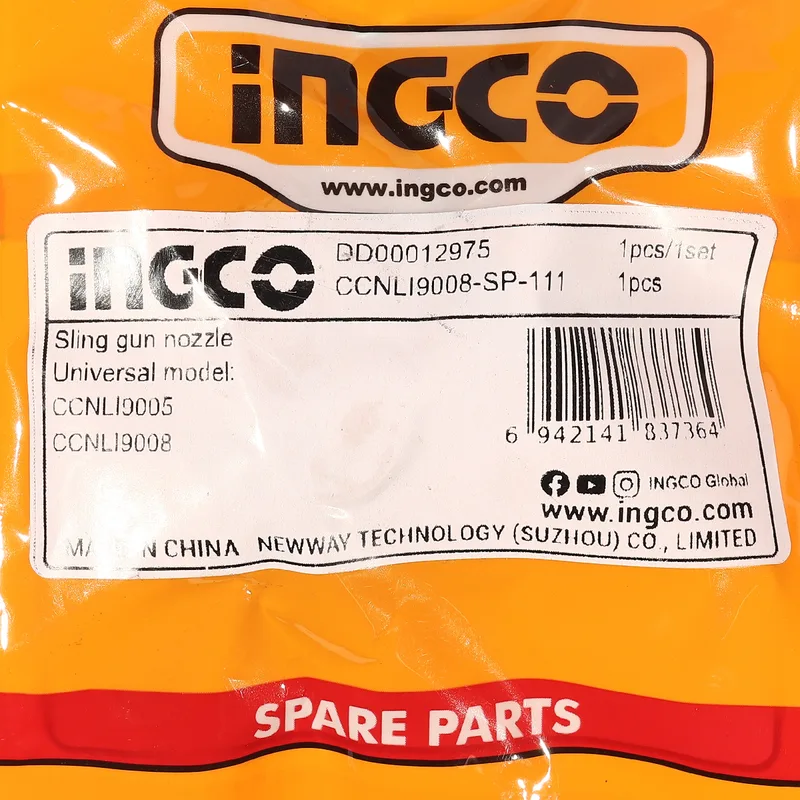 INGCO
www.ingco.com
INGCO
DD00012975 1pcs/1set
CCNLI9008-SP-111 1pcs
Sling gun nozzle
Universal model:
CCNLI9005
CCNLI9008
6 942141 837364
INGCO Global
www.ingco.com
CHINA NEWWAY TECHNOLOGY (SUZHOU) CO., LIMITED
SPARE PARTS